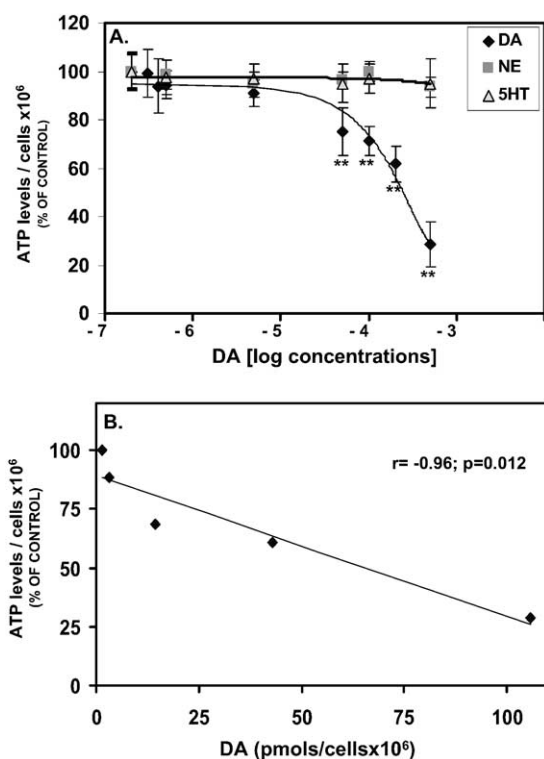 A.
DA
NE
5HT
ATP levels / cells x10⁶
(% OF CONTROL)
120
100
80
60
40
20
0
**
**
**
**
- 7
- 6
- 5
- 4
- 3
DA [log concentrations]
B.
r= -0.96; p=0.012
ATP levels / cells x10⁶
(% OF CONTROL)
100
75
50
25
0
0
25
50
75
100
DA (pmols/cellsx10⁶)